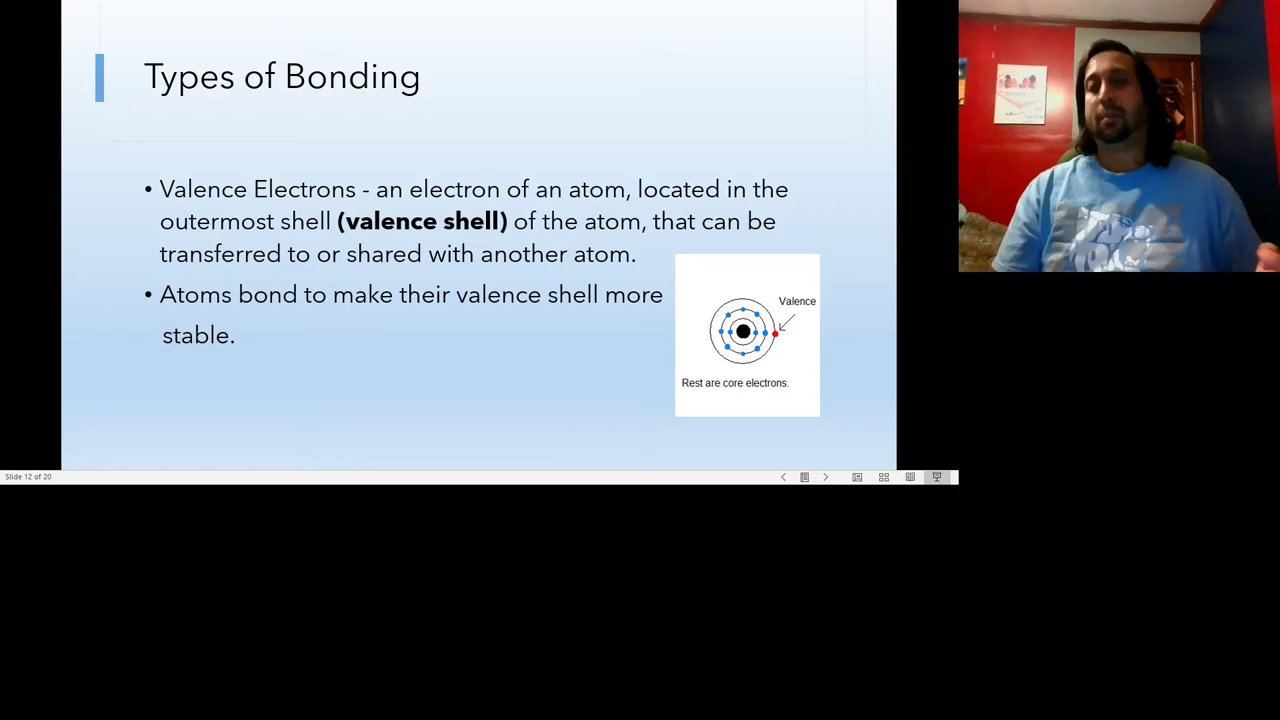 Types of Bonding
• Valence Electrons - an electron of an atom, located in the
outermost shell (valence shell) of the atom, that can be
transferred to or shared with another atom.
• Atoms bond to make their valence shell more
stable.
Valence
Rest are core electrons.
Slide 12 of 20